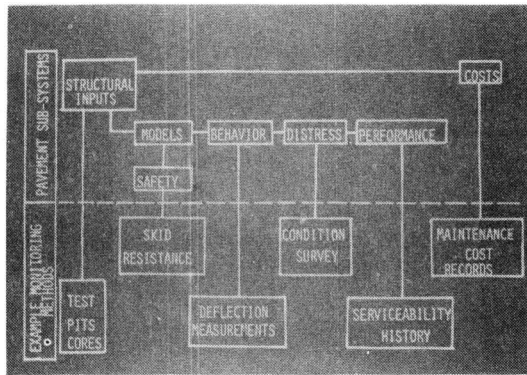 PAVEMENT SUB-SYSTEMS
STRUCTURAL
INPUTS
COSTS
MODELS
BEHAVIOR
DISTRESS
PERFORMANCE
SAFETY
EXAMPLE MONITORING
METHODS
SKID
RESISTANCE
CONDITION
SURVEY
MAINTENANCE
COST
RECORDS
TEST
PITS
CORES
DEFLECTION
MEASUREMENTS
SERVICEABILITY
HISTORY